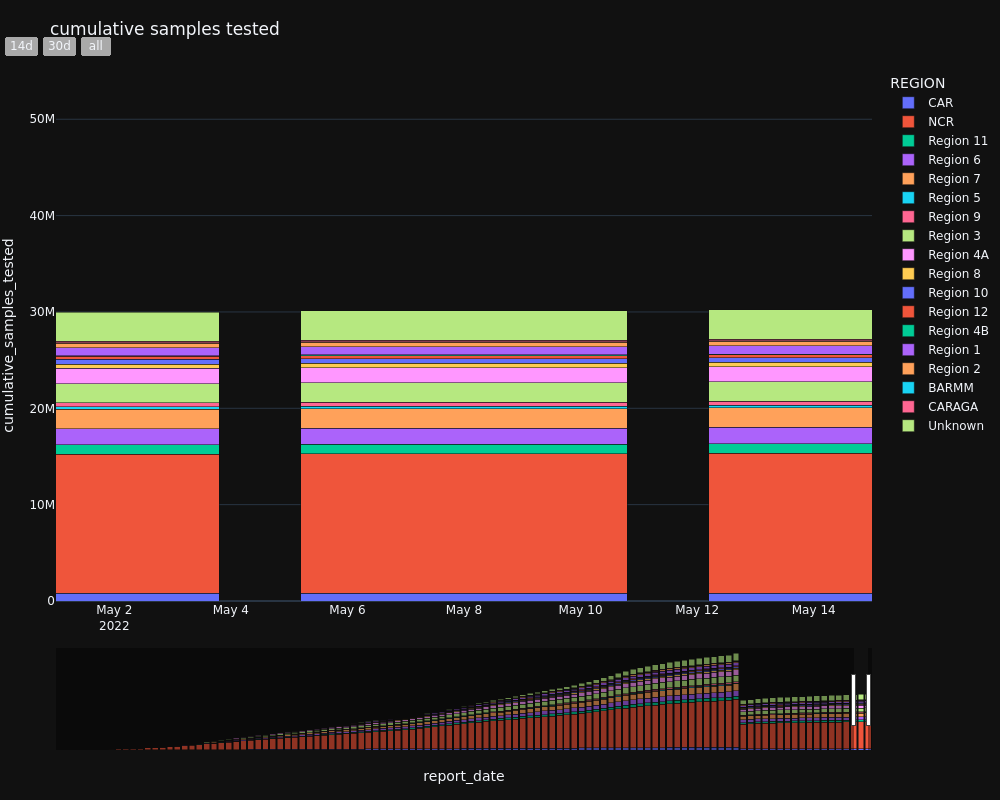 cumulative samples tested
14d 30d all
REGION
CAR
NCR
Region 11
Region 6
Region 7
Region 5
Region 9
Region 3
Region 4A
Region 8
Region 10
Region 12
Region 4B
Region 1
Region 2
BARMM
CARAGA
Unknown
cumulative_samples_tested
50M
40M
30M
20M
10M
0
May 2 May 4 May 6 May 8 May 10 May 12 May 14
2022
report_date